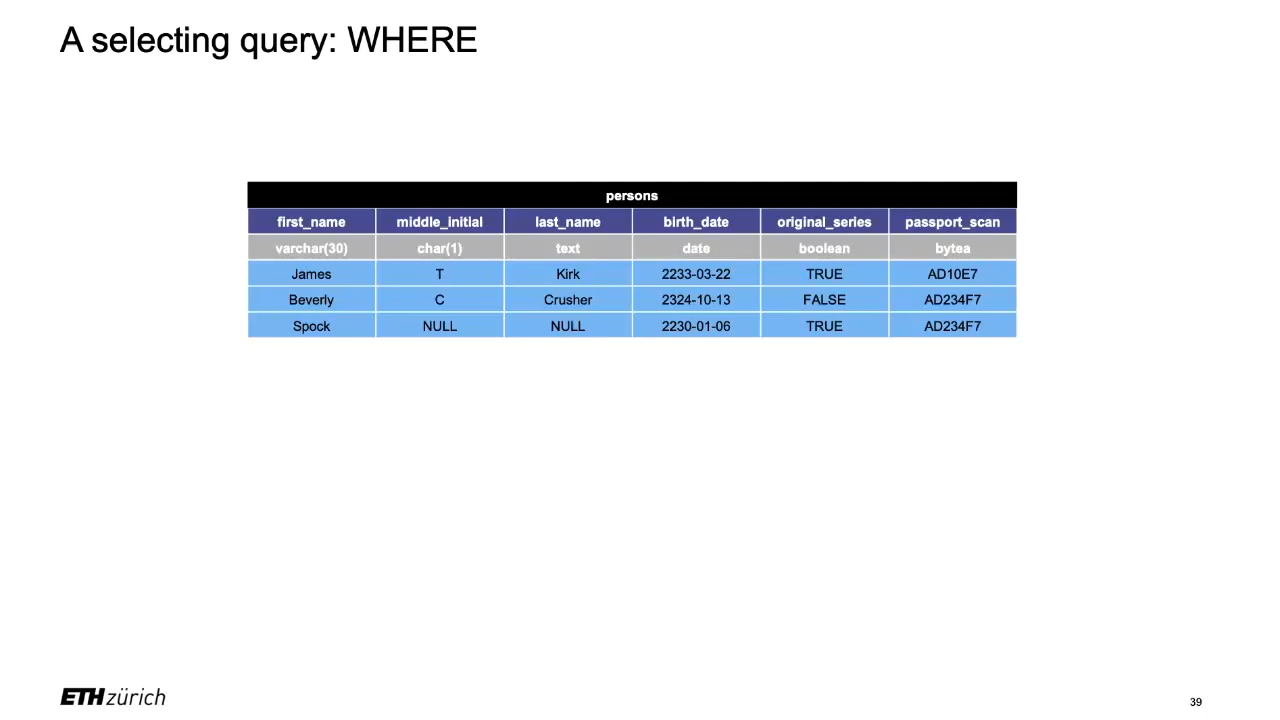 A selecting query: WHERE
persons
first_name middle_initial last_name birth_date original_series passport_scan
varchar(30) char(1) text date boolean bytea
James T Kirk 2233-03-22 TRUE AD10E7
Beverly C Crusher 2324-10-13 FALSE AD234F7
Spock NULL NULL 2230-01-06 TRUE AD234F7
ETH zürich
39